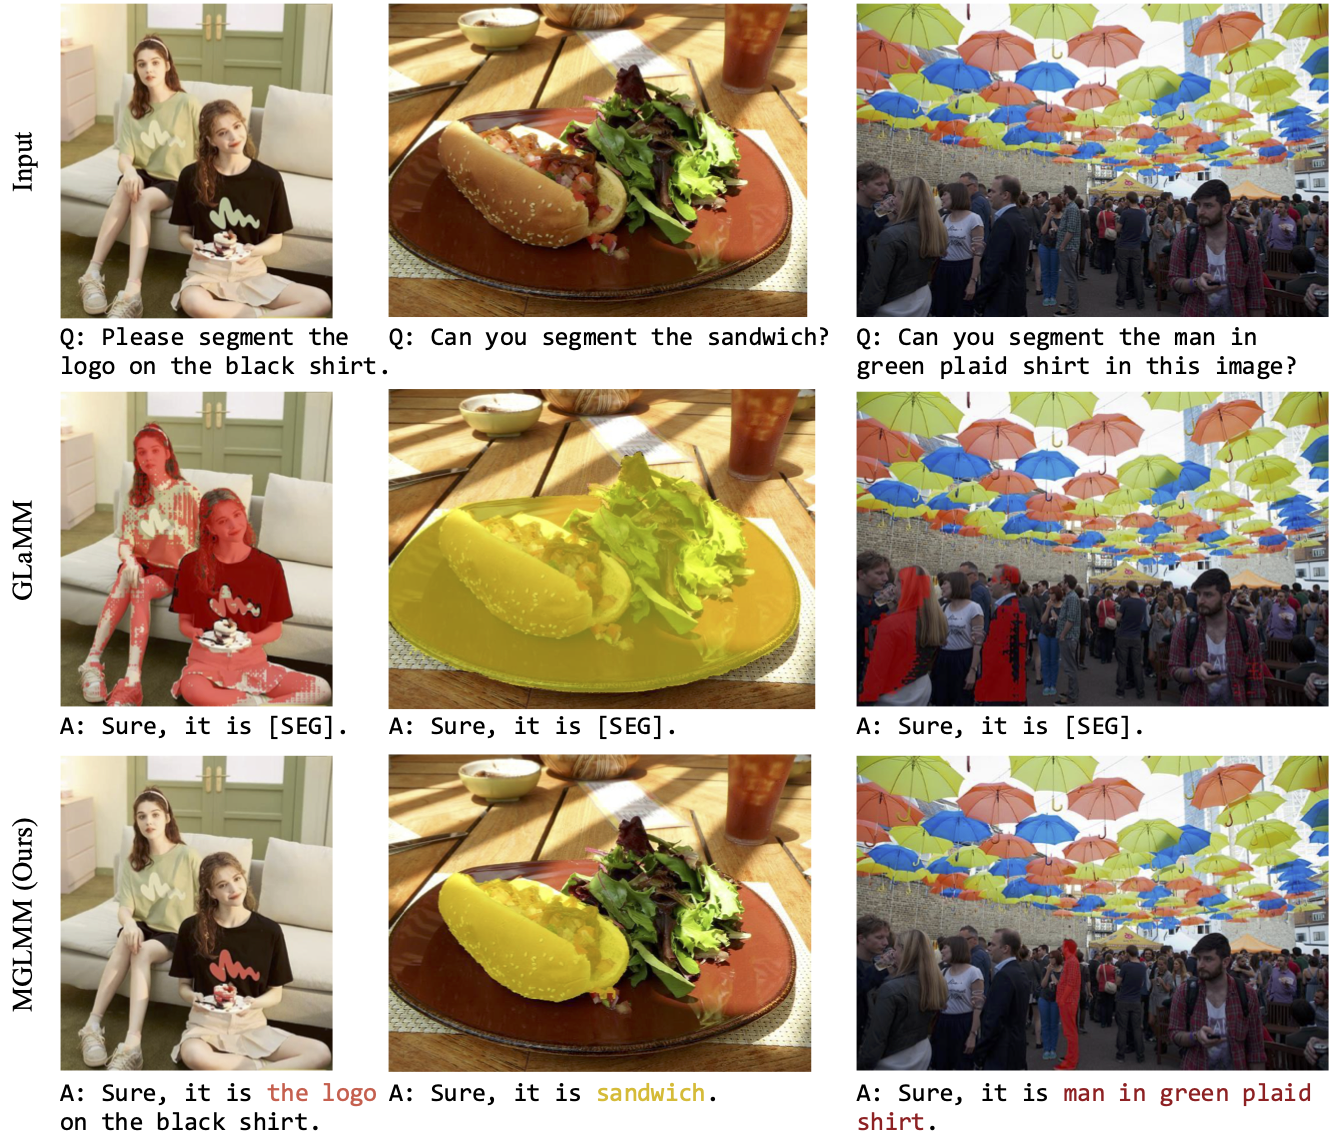 Input
Q: Please segment the
logo on the black shirt.
Q: Can you segment the sandwich?
Q: Can you segment the man in
green plaid shirt in this image?
GLaMM
A: Sure, it is [SEG].
A: Sure, it is [SEG].
A: Sure, it is [SEG].
MGLMM (Ours)
A: Sure, it is the logo
on the black shirt.
A: Sure, it is sandwich.
A: Sure, it is man in green plaid
shirt.